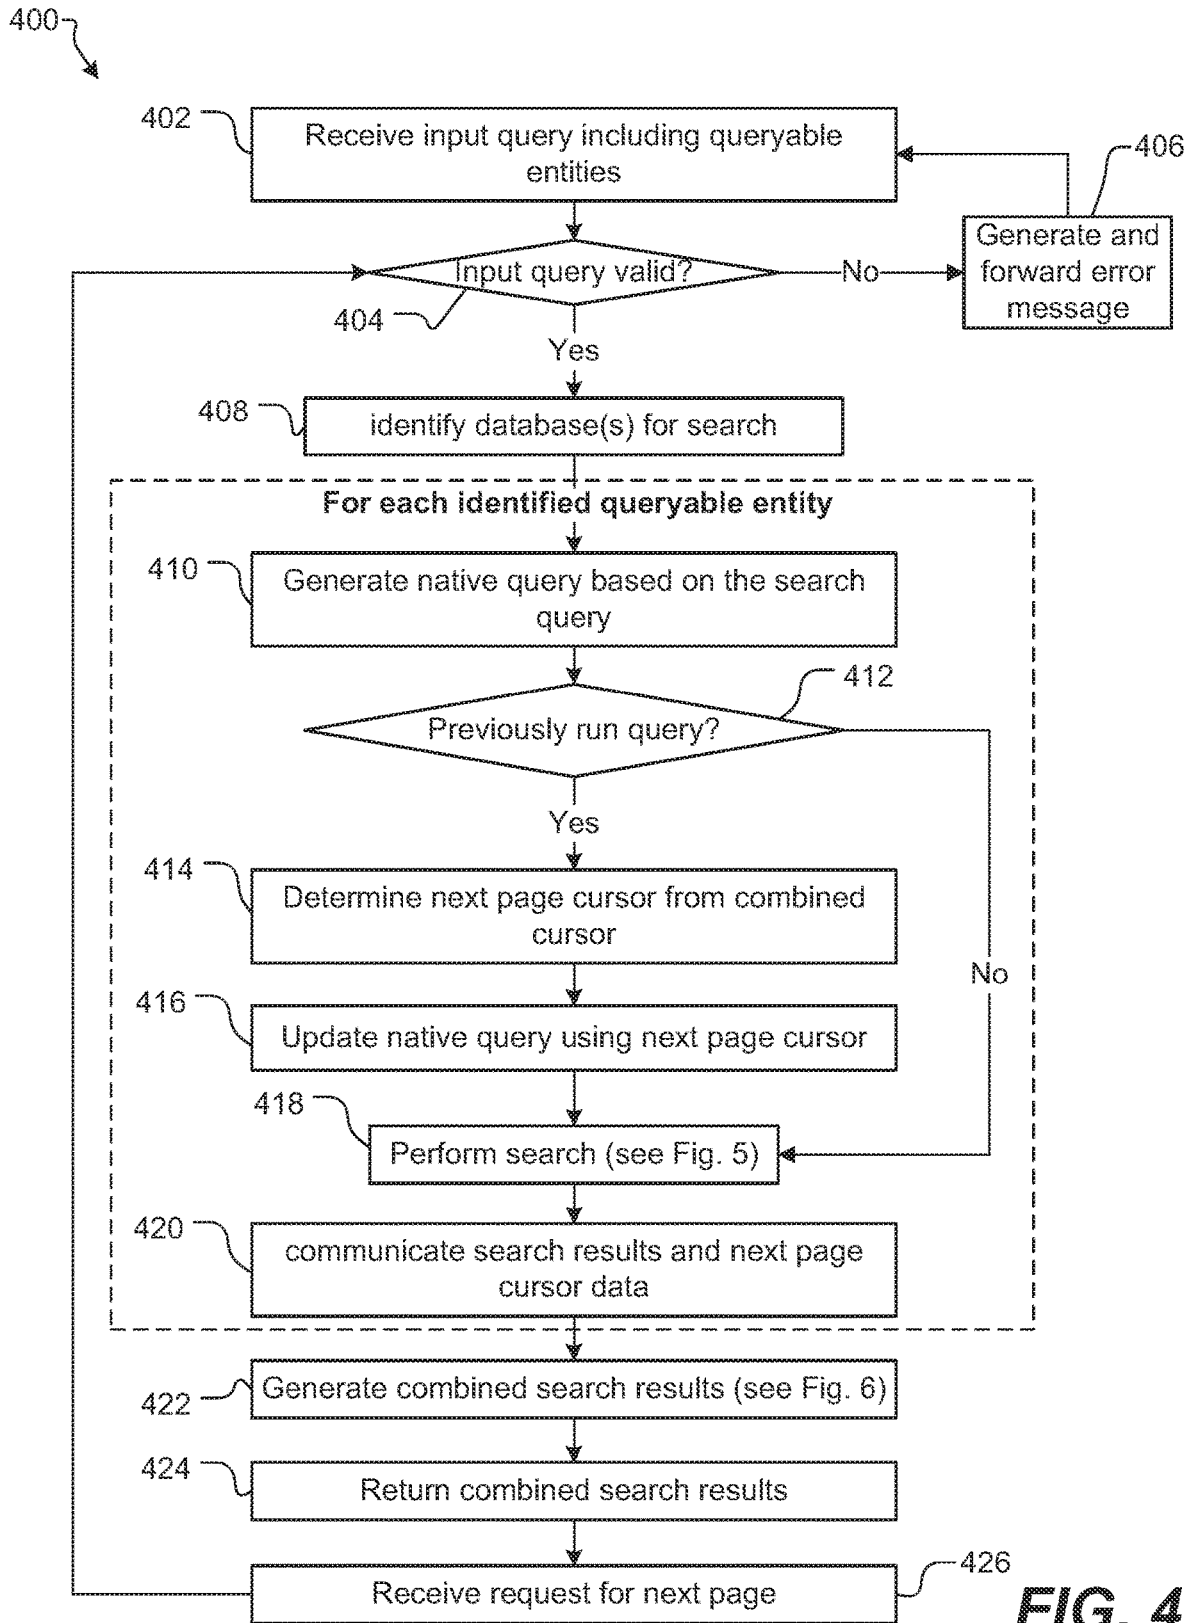 400
402
Receive input query including queryable
entities
406
Generate and
forward error
message
Input query valid?
No
404
Yes
408
identify database(s) for search
For each identified queryable entity
410
Generate native query based on the search
query
412
Previously run query?
Yes
414
Determine next page cursor from combined
cursor
No
416
Update native query using next page cursor
418
Perform search (see Fig. 5)
420
communicate search results and next page
cursor data
422
Generate combined search results (see Fig. 6)
424
Return combined search results
426
Receive request for next page
FIG. 4